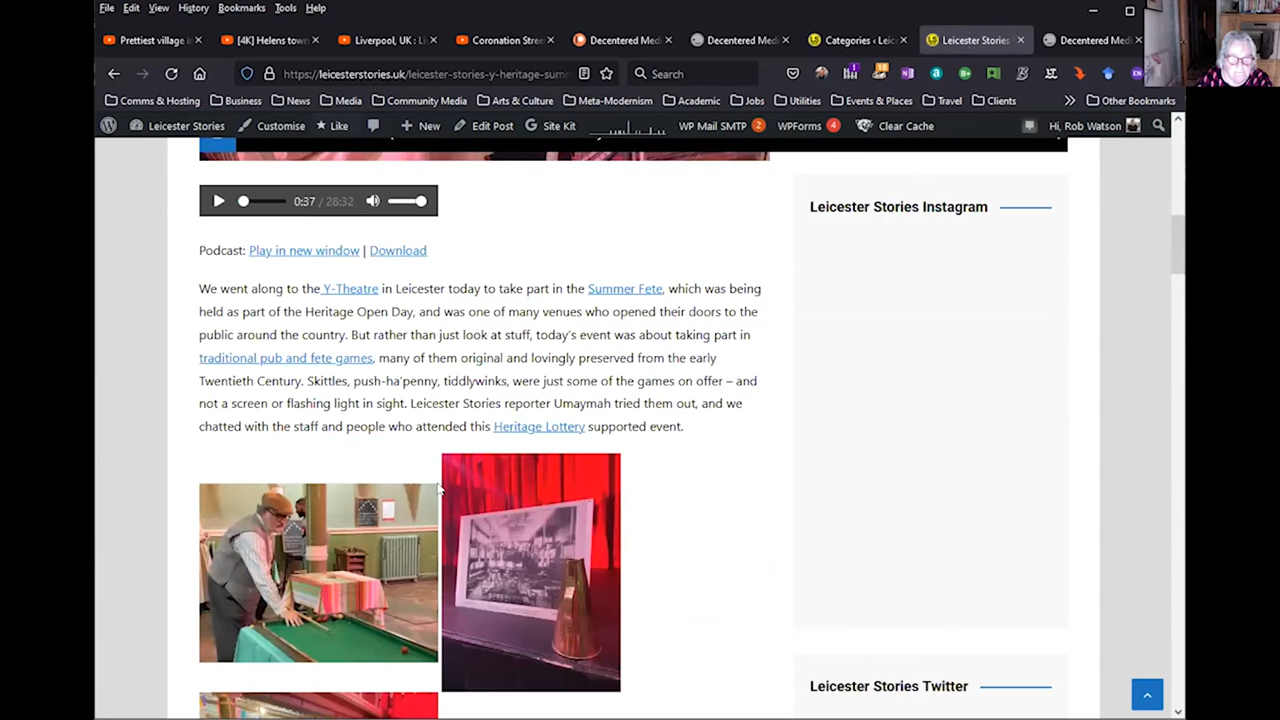 File Edit View History Bookmarks Tools Help
Prettiest village in
[4K] Helens town
Liverpool, UK : Li
Coronation Stree
Decentered Med
Decentered Med
Categories ‹ Leic
Leicester Stories
Decentered Med
https://leicesterstories.uk/leicester-stories-y-heritage-sum
Search
Comms & Hosting Business News Media Community Media Arts & Culture Meta-Modernism Academic Jobs Utilities Events & Places Travel Clients Other Bookmarks
Leicester Stories Customise Like New Edit Post Site Kit WP Mail SMTP 2 WPForms 4 Clear Cache Hi, Rob Watson
0:37 / 28:32
Podcast: Play in new window | Download
We went along to the Y-Theatre in Leicester today to take part in the Summer Fete, which was being
held as part of the Heritage Open Day, and was one of many venues who opened their doors to the
public around the country. But rather than just look at stuff, today's event was about taking part in
traditional pub and fete games, many of them original and lovingly preserved from the early
Twentieth Century. Skittles, push-ha'penny, tiddlywinks, were just some of the games on offer – and
not a screen or flashing light in sight. Leicester Stories reporter Umaymah tried them out, and we
chatted with the staff and people who attended this Heritage Lottery supported event.
Leicester Stories Instagram
Leicester Stories Twitter